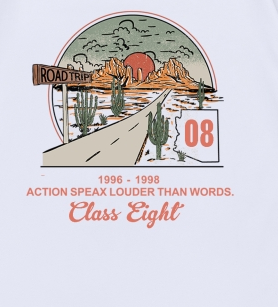 ROAD TRIP
08
1996 - 1998
ACTION SPEAX LOUDER THAN WORDS.
Class Eight